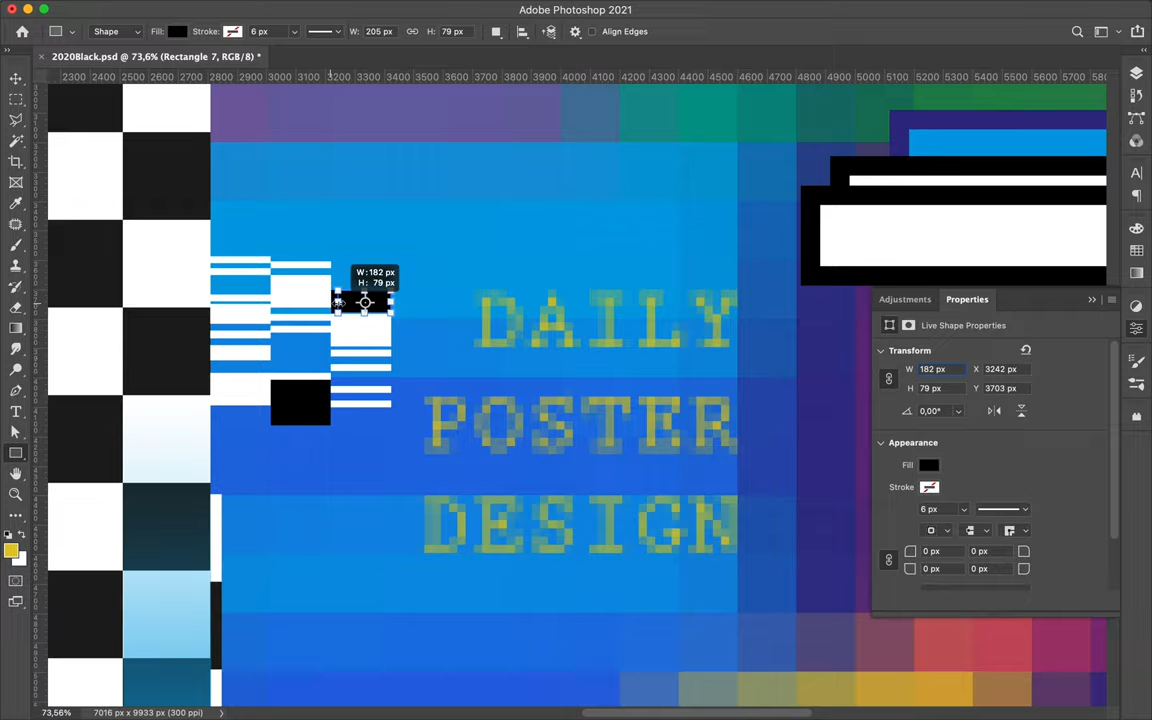 Adobe Photoshop 2021
Shape Fill: Stroke: 6 px W: 205 px H: 79 px Align Edges
2020Black.psd @ 73,6% (Rectangle 7, RGB/8) *
2300 2400 2500 2600 2700 2800 2900 3000 3100 3200 3300 3400 3500 3600 3700 3800 3900 4000 4100 4200 4300 4400 4500 4600 4700 4800 4900 5000 5100 5200 5300 5400 5500 5600 5700
W: 182 px
H: 79 px
DAILY
POSTER
DESIGN
Adjustments Properties
Live Shape Properties
Transform
W 182 px X 3242 px
H 79 px Y 3703 px
0,00°
Appearance
Fill
Stroke
6 px
0 px 0 px
0 px 0 px
73,56% 7016 px x 9933 px (300 ppi)